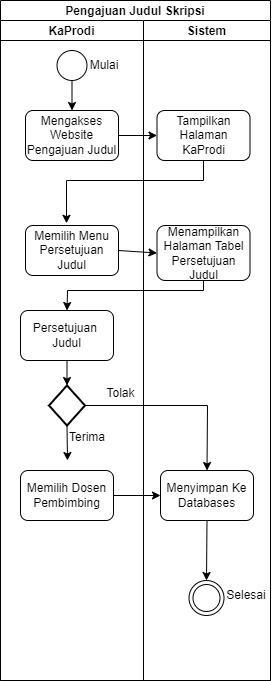 Pengajuan Judul Skripsi
KaProdi
Sistem
Mulai
Mengakses
Website
Pengajuan Judul
Tampilkan
Halaman
KaProdi
Memilih Menu
Persetujuan
Judul
Menampilkan
Halaman Tabel
Persetujuan
Judul
Persetujuan
Judul
Tolak
Terima
Memilih Dosen
Pembimbing
Menyimpan Ke
Databases
Selesai